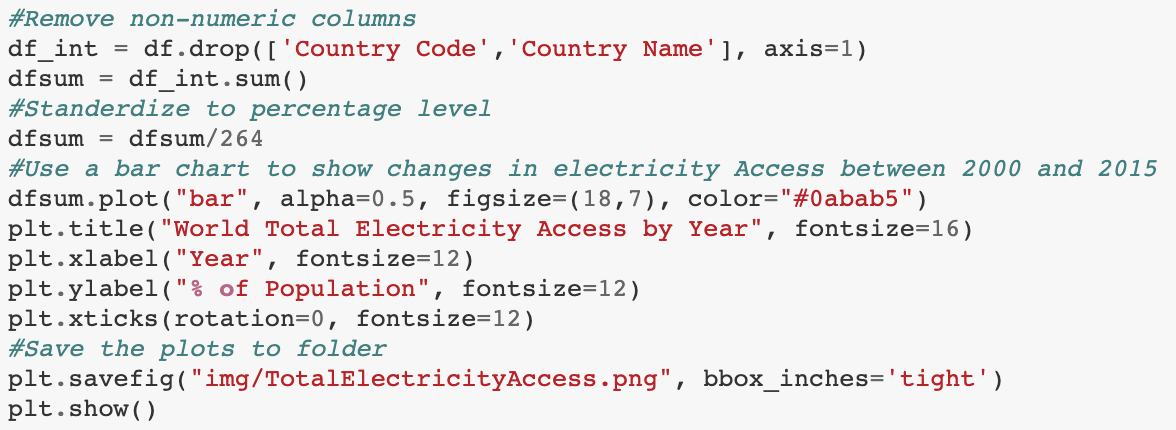 #Remove non-numeric columns
df_int = df.drop(['Country Code','Country Name'], axis=1)
dfsum = df_int.sum()
#Standerdize to percentage level
dfsum = dfsum/264
#Use a bar chart to show changes in electricity Access between 2000 and 2015
dfsum.plot("bar", alpha=0.5, figsize=(18,7), color="#0abab5")
plt.title("World Total Electricity Access by Year", fontsize=16)
plt.xlabel("Year", fontsize=12)
plt.ylabel("% of Population", fontsize=12)
plt.xticks(rotation=0, fontsize=12)
#Save the plots to folder
plt.savefig("img/TotalElectricityAccess.png", bbox_inches='tight')
plt.show()